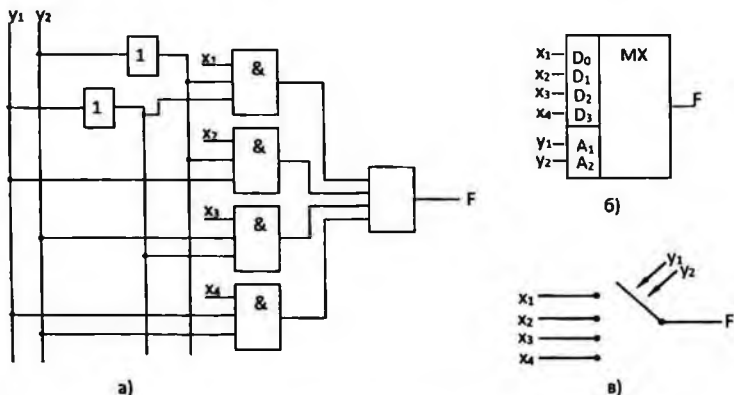 y₁ y₂
1
1
x₁
&
x₂
&
x₃
&
x₄
&
F
а)
MX
x₁ D₀
x₂ D₁
x₃ D₂
x₄ D₃
y₁ A₁
y₂ A₂
F
б)
y₁
y₂
x₁
x₂
x₃
x₄
F
в)